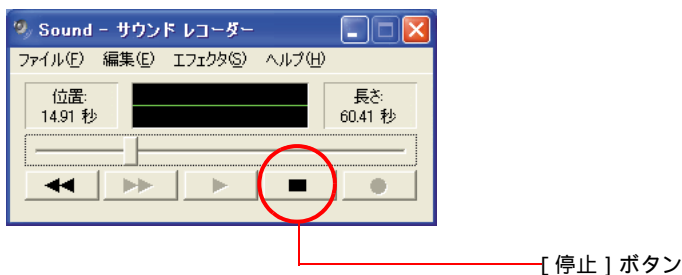 Sound - サウンド レコーダー
ファイル(F) 編集(E) エフェクタ(S) ヘルプ(H)
位置:
14.91 秒
長さ:
60.41 秒
[ 停止 ] ボタン